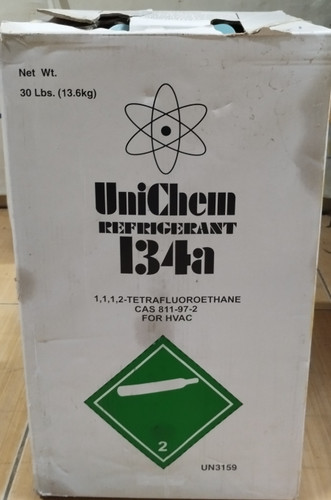 Net Wt.
30 Lbs. (13.6kg)
UniChem
REFRIGERANT
134a
1,1,1,2-TETRAFLUOROETHANE
CAS 811-97-2
FOR HVAC
2
UN3159